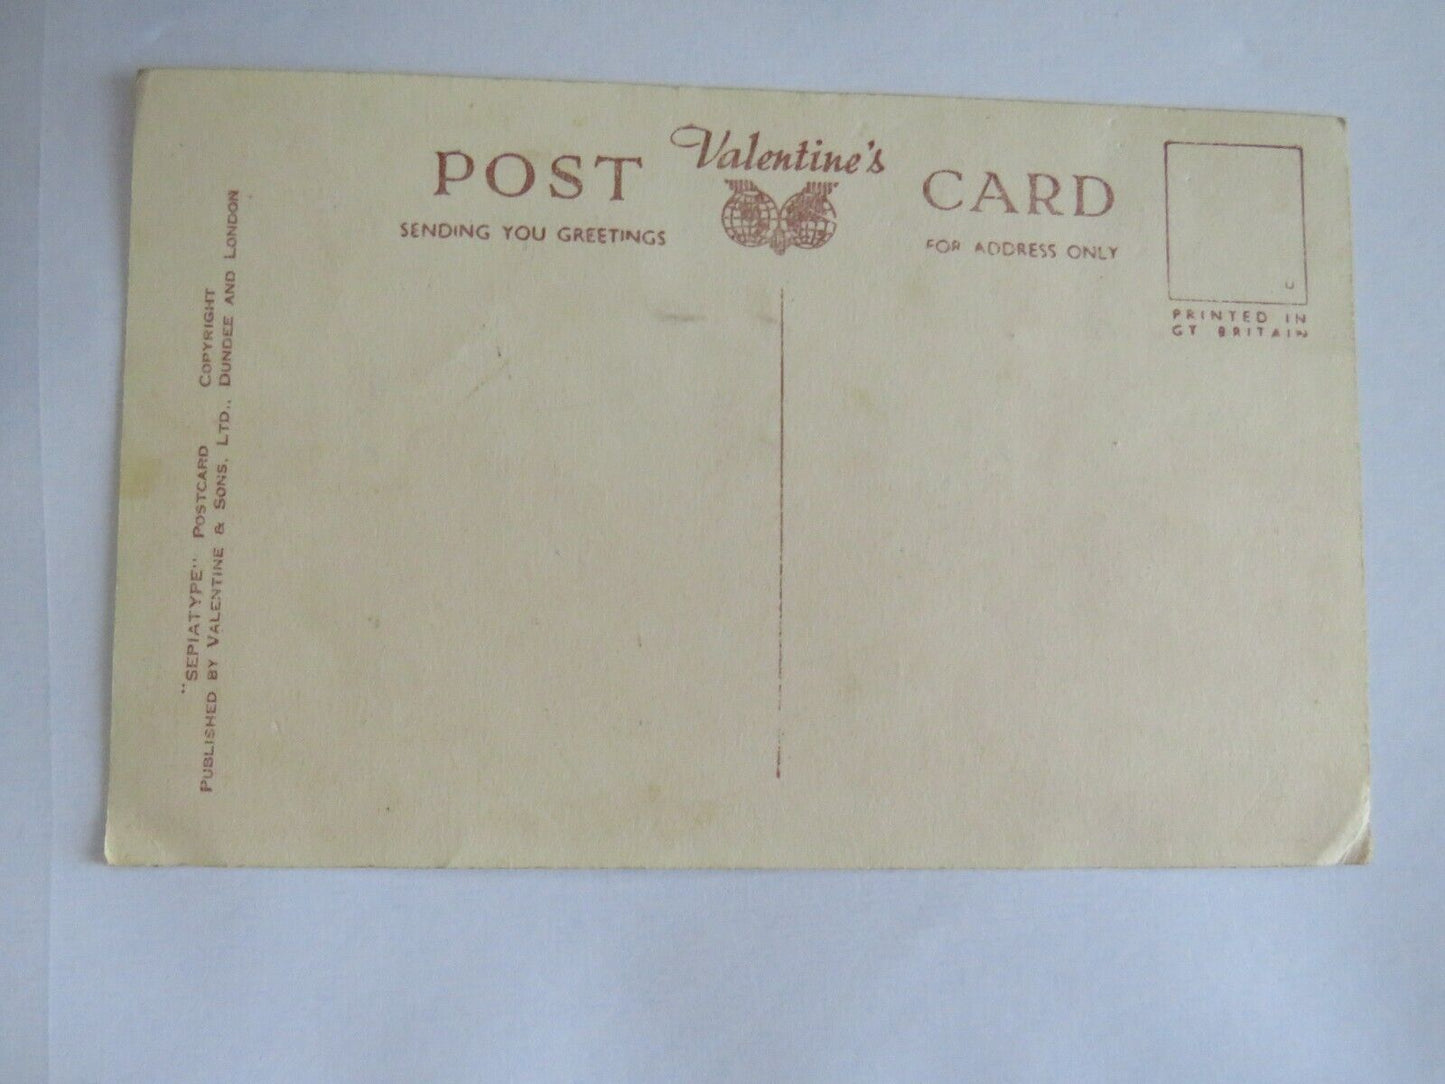 Valentine's
POST CARD
SENDING YOU GREETINGS
FOR ADDRESS ONLY
U
PRINTED IN
GT BRITAIN
"SEPIATYPE" POSTCARD COPYRIGHT
PUBLISHED BY VALENTINE & SONS, LTD., DUNDEE AND LONDON